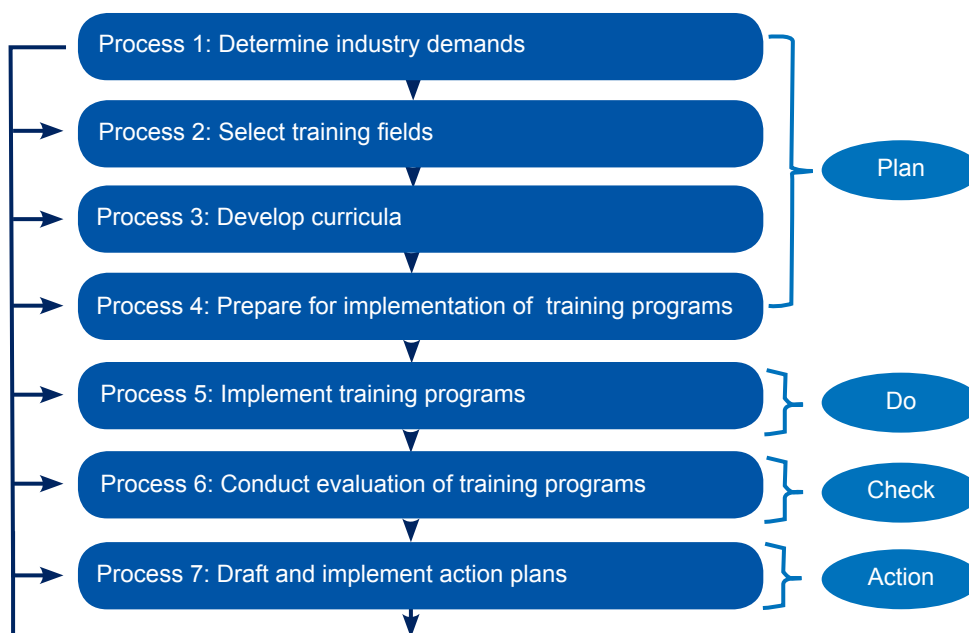 Process 1: Determine industry demands
Process 2: Select training fields
Plan
Process 3: Develop curricula
Process 4: Prepare for implementation of  training programs
Process 5: Implement training programs
Do
Process 6: Conduct evaluation of training programs
Check
Process 7: Draft and implement action plans
Action